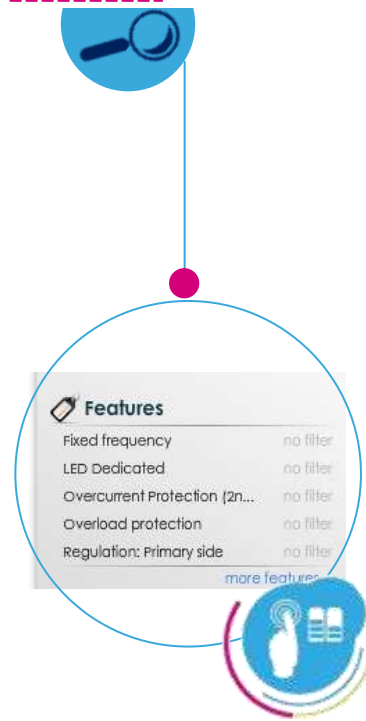 Features
Fixed frequency no filter
LED Dedicated no filter
Overcurrent Protection (2n... no filter
Overload protection no filter
Regulation: Primary side no filter
more features